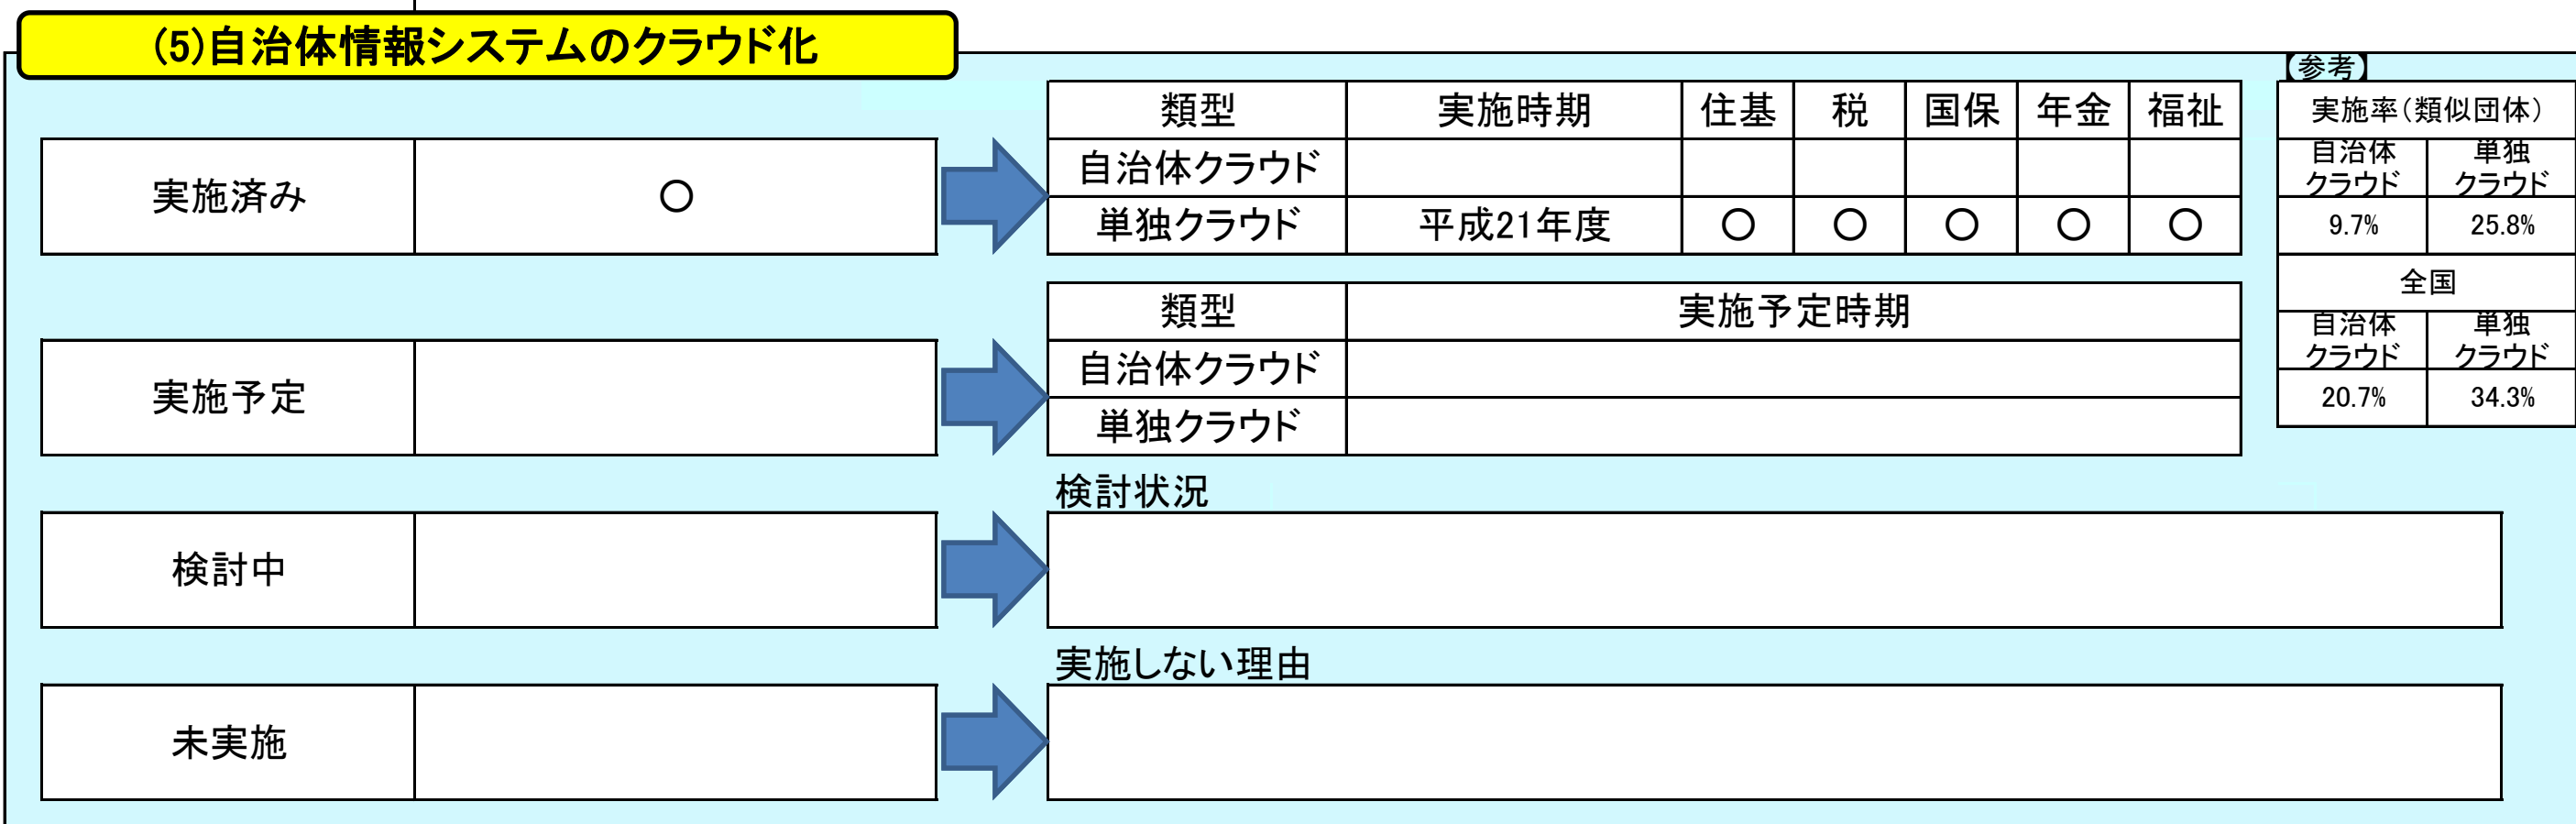 (5)自治体情報システムのクラウド化
【参考】
類型 実施時期 住基 税 国保 年金 福祉
実施率(類似団体)
実施済み ○
自治体クラウド
自治体クラウド 単独クラウド
単独クラウド 平成21年度 ○ ○ ○ ○ ○
9.7% 25.8%
全国
類型 実施予定時期
自治体クラウド 単独クラウド
実施予定
自治体クラウド
20.7% 34.3%
単独クラウド
検討状況
検討中
実施しない理由
未実施